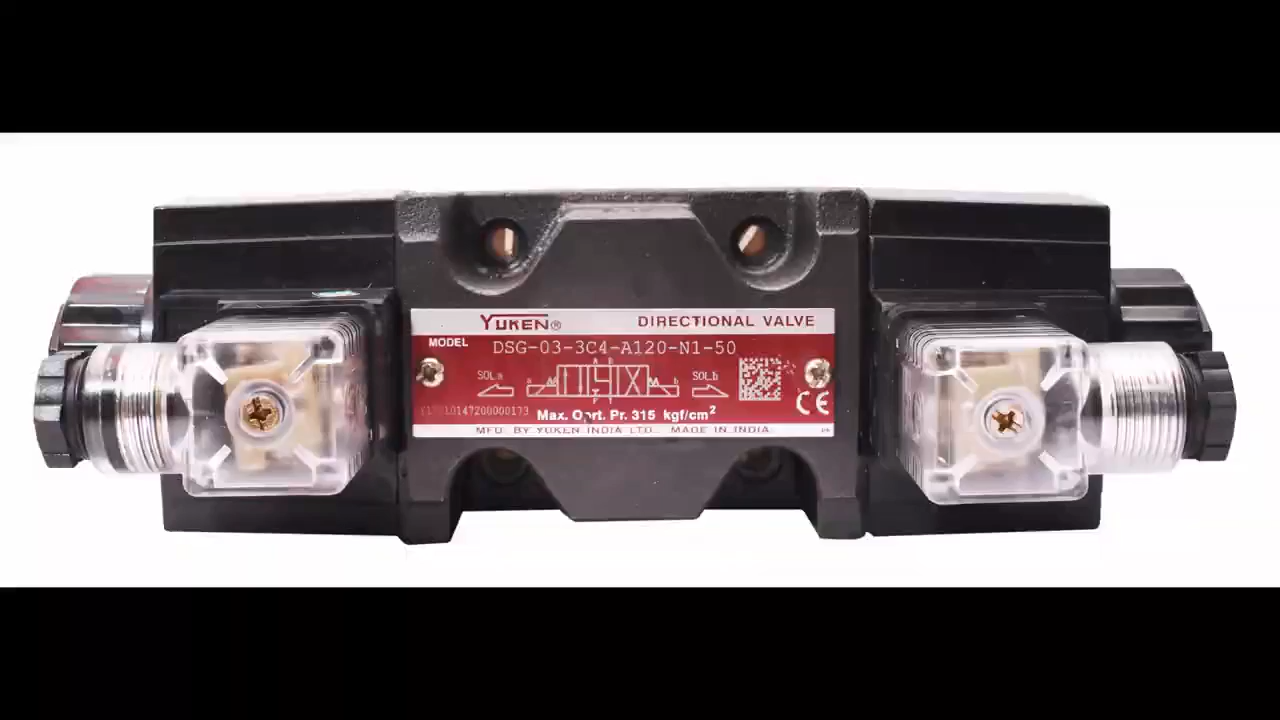 YUKEN® DIRECTIONAL VALVE
MODEL DSG-03-3C4-A120-N1-50
SOL.a SOL.b
Max. Oprt. Pr. 315 kgf/cm²
CE
MFD. BY YUKEN INDIA LTD., MADE IN INDIA.